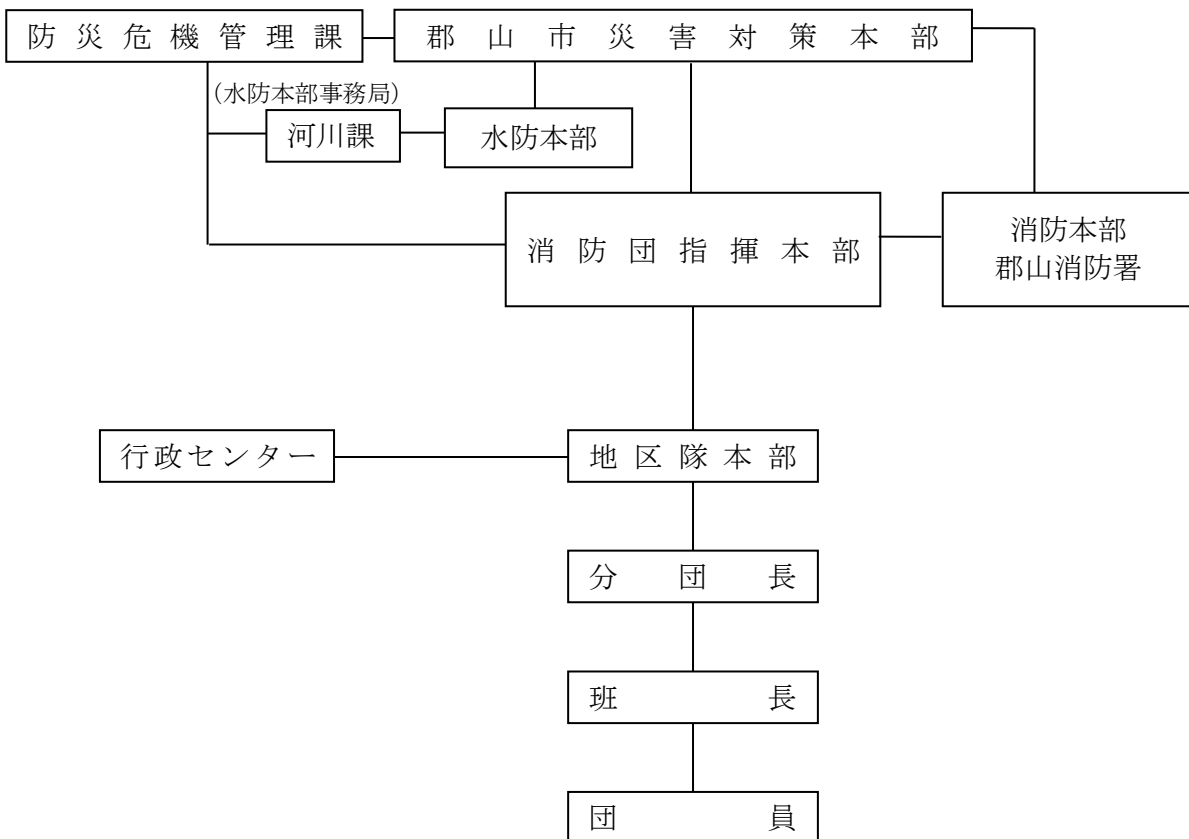 防災危機管理課
郡山市災害対策本部
(水防本部事務局)
河川課
水防本部
消防団指揮本部
消防本部
郡山消防署
行政センター
地区隊本部
分団長
班長
団員